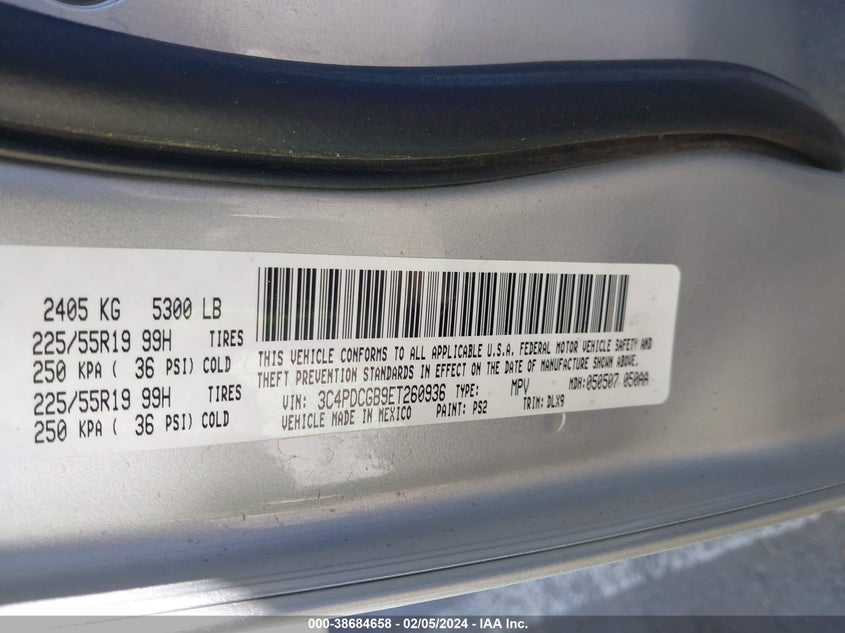 2405 KG 5300 LB
225/55R19 99H TIRES
250 KPA ( 36 PSI) COLD
225/55R19 99H TIRES
250 KPA ( 36 PSI) COLD
THIS VEHICLE CONFORMS TO ALL APPLICABLE U.S.A. FEDERAL MOTOR VEHICLE SAFETY AND
THEFT PREVENTION STANDARDS IN EFFECT ON THE DATE OF MANUFACTURE SHOWN ABOVE.
VIN: 3C4PDCGB9ET260936 TYPE: MPV MDH: 050507 050AA
VEHICLE MADE IN MEXICO PAINT: PS2 TRIM: DLX9
000-38684658 - 02/05/2024 - IAA Inc.